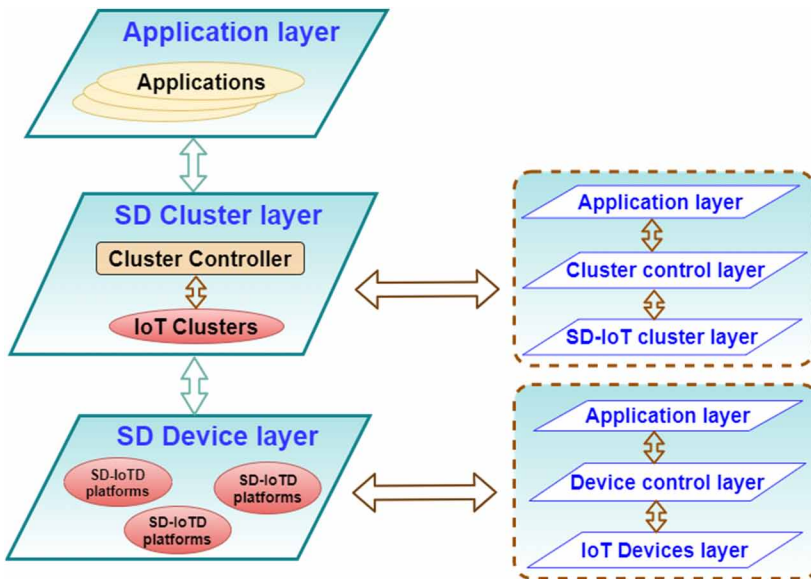 Application layer
Applications
SD Cluster layer
Cluster Controller
IoT Clusters
SD Device layer
SD-IoTD
platforms
SD-IoTD
platforms
SD-IoTD
platforms
Application layer
Cluster control layer
SD-IoT cluster layer
Application layer
Device control layer
IoT Devices layer